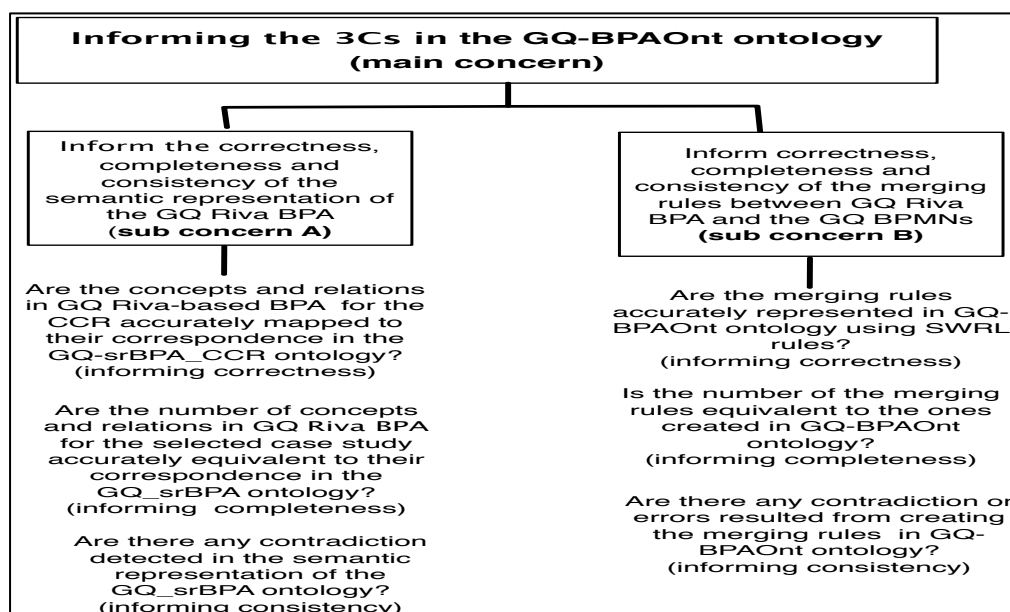 Informing the 3Cs in the GQ-BPAOnt ontology
(main concern)
Inform the correctness,
completeness and
consistency of the
semantic representation of
the GQ Riva BPA
(sub concern A)
Are the concepts and relations
in GQ Riva-based BPA for the
CCR accurately mapped to
their correspondence in the
GQ-srBPA_CCR ontology?
(informing correctness)
Are the number of concepts
and relations in GQ Riva BPA
for the selected case study
accurately equivalent to their
correspondence in the
GQ_srBPA ontology?
(informing completeness)
Are there any contradiction
detected in the semantic
representation of the
GQ_srBPA ontology?
(informing consistency)
Inform correctness,
completeness and
consistency of the merging
rules between GQ Riva
BPA and the GQ BPMNs
(sub concern B)
Are the merging rules
accurately represented in GQ-
BPAOnt ontology using SWRL
rules?
(informing correctness)
Is the number of the merging
rules equivalent to the ones
created in GQ-BPAOnt
ontology?
(informing completeness)
Are there any contradiction or
errors resulted from creating
the merging rules in GQ-
BPAOnt ontology?
(informing consistency)